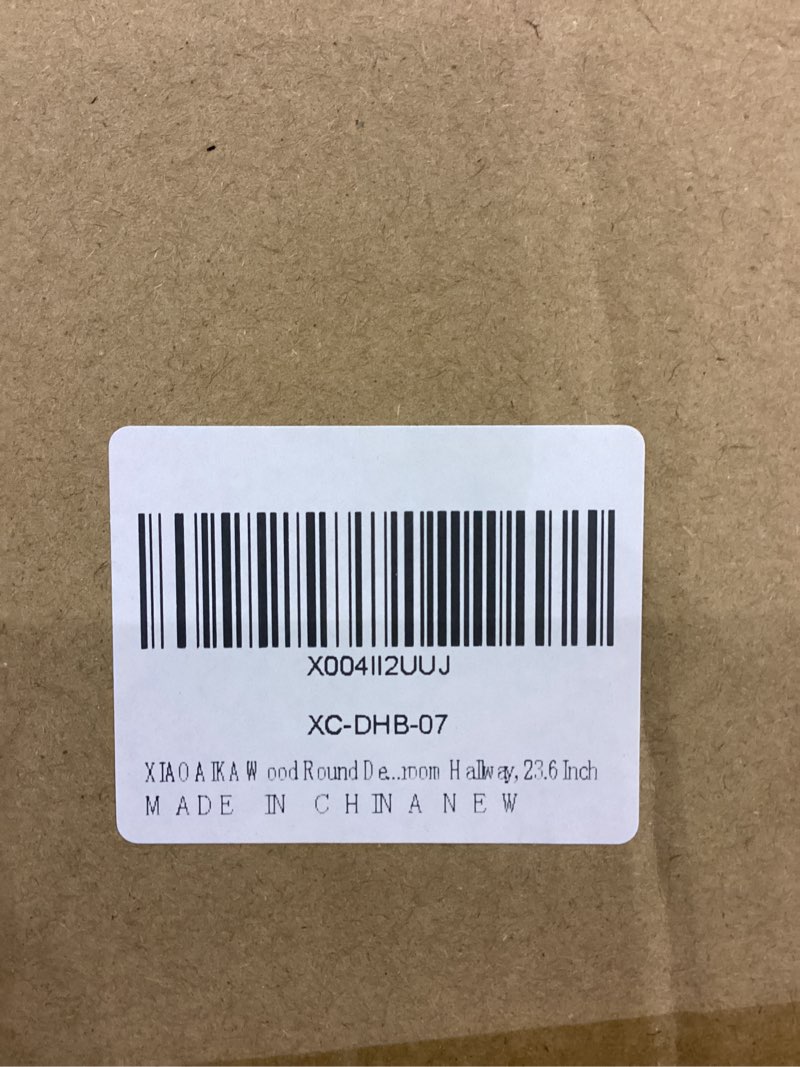 X004II2UUJ
XC-DHB-07
XIAOAIKA Wood Round De...room Hallway, 23.6 Inch
MADE IN CHINA NEW